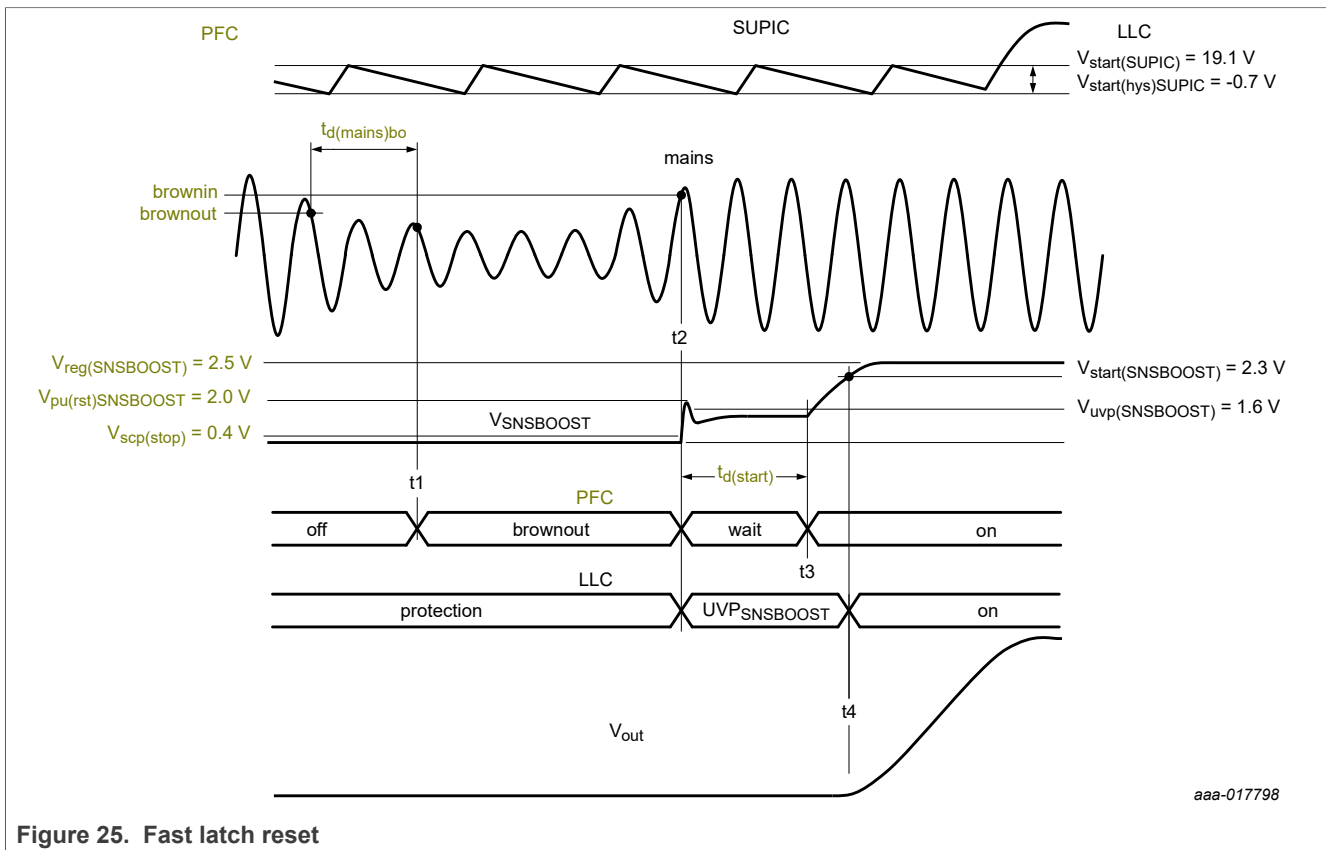 PFC
SUPIC
LLC
Vstart(SUPIC) = 19.1 V
Vstart(hys)SUPIC = -0.7 V
td(mains)bo
mains
brownin
brownout
t2
Vreg(SNSBOOST) = 2.5 V
Vstart(SNSBOOST) = 2.3 V
Vpu(rst)SNSBOOST = 2.0 V
Vuvp(SNSBOOST) = 1.6 V
VSNSBOOST
Vscp(stop) = 0.4 V
t1
td(start)
PFC
off
brownout
wait
on
t3
LLC
protection
UVPSNSBOOST
on
t4
Vout
aaa-017798
Figure 25. Fast latch reset